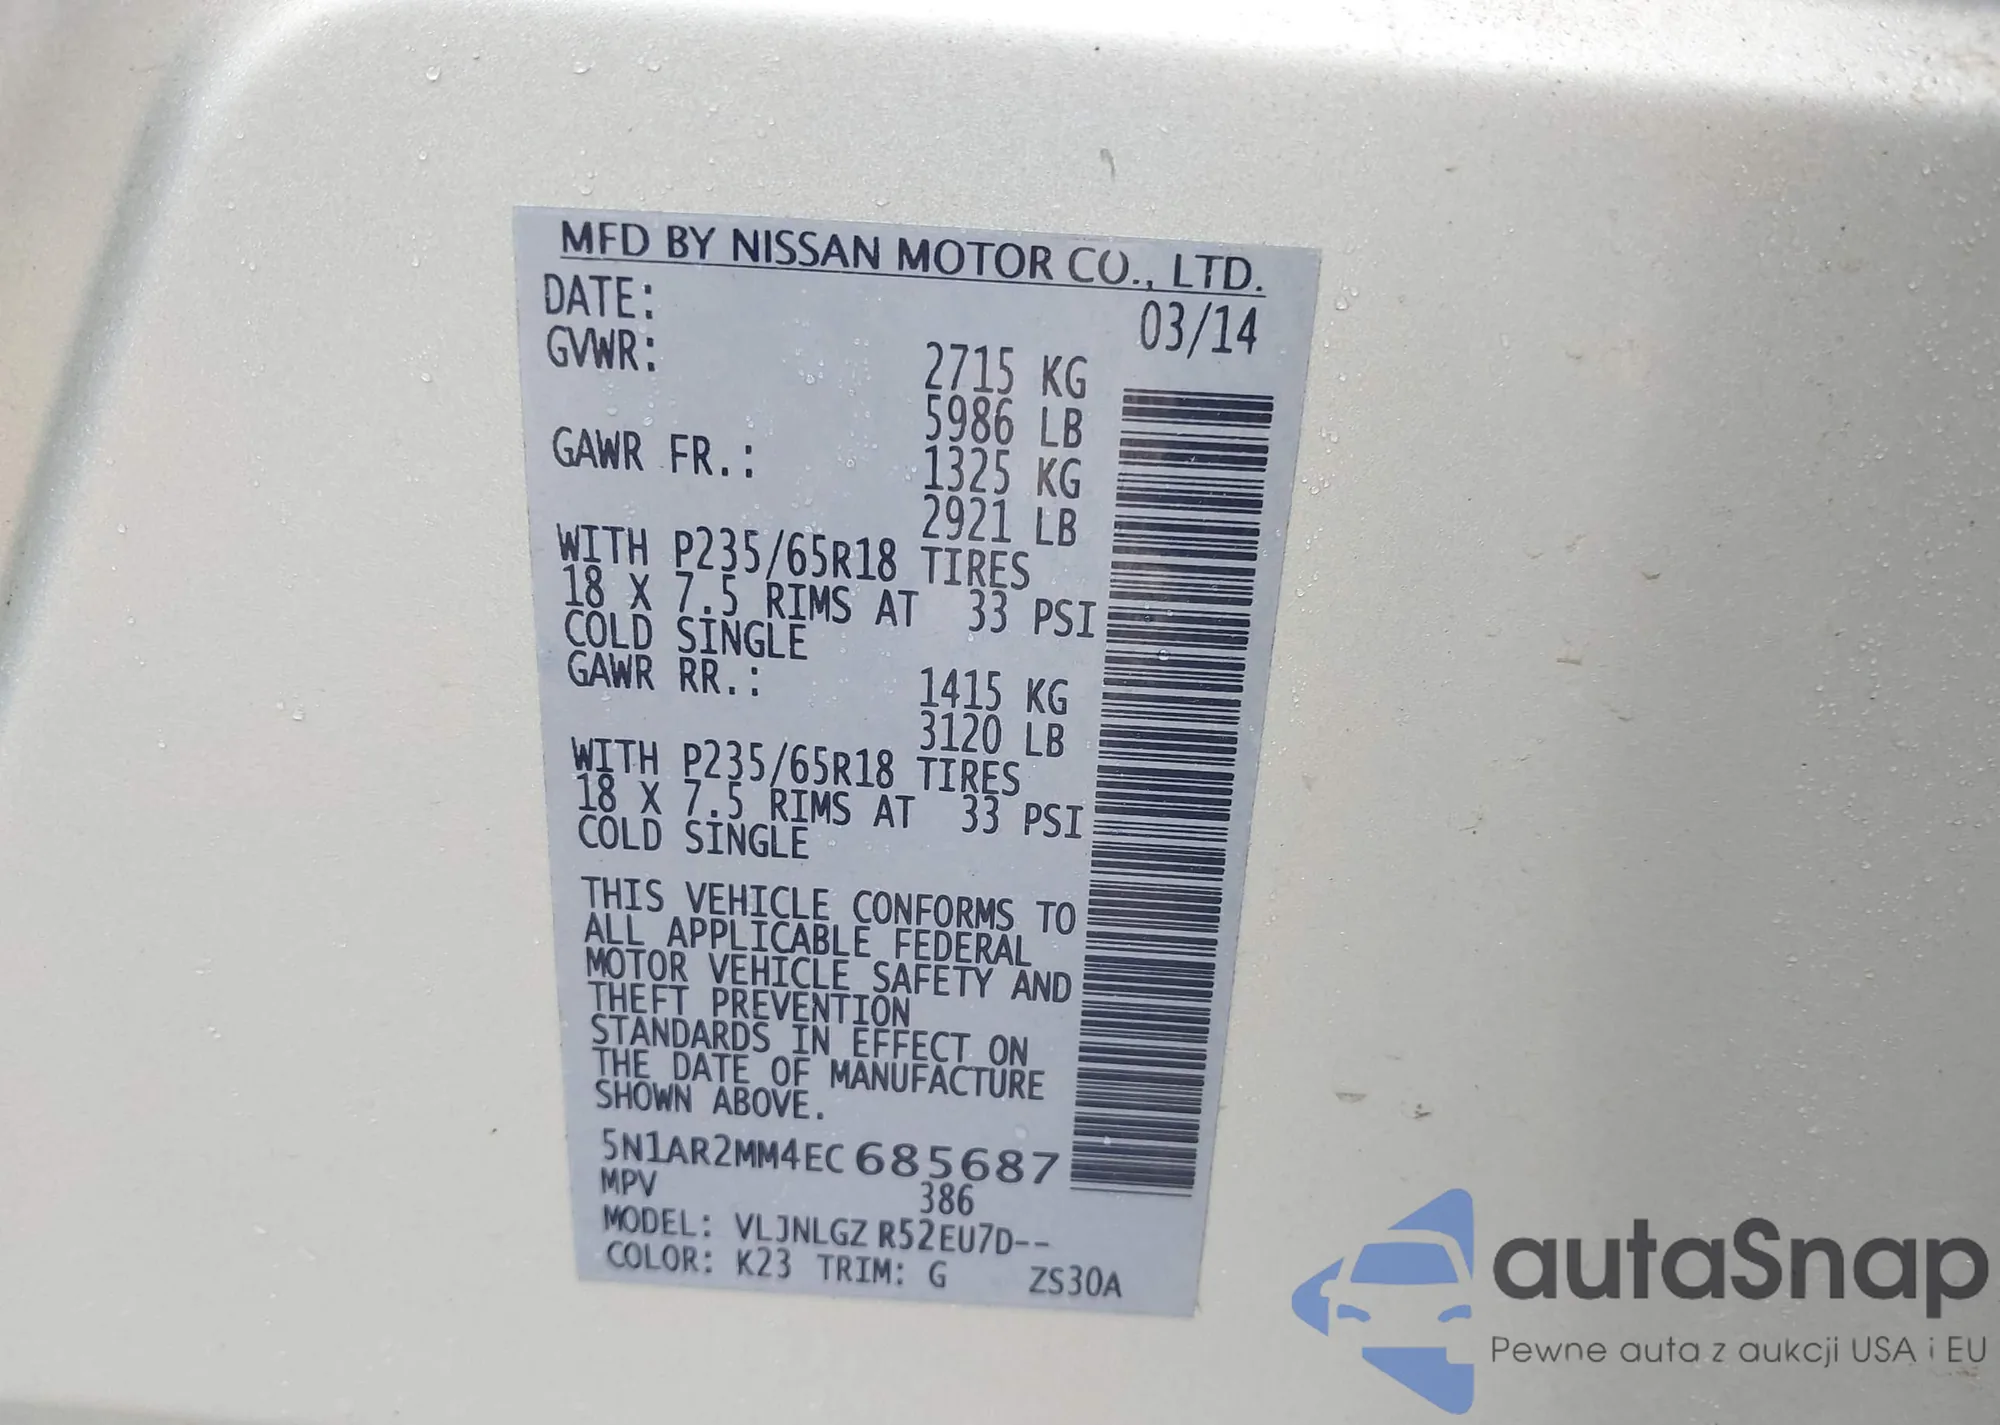 MFD BY NISSAN MOTOR CO., LTD.
DATE: 03/14
GVWR: 2715 KG
5986 LB
GAWR FR.: 1325 KG
2921 LB
WITH P235/65R18 TIRES
18 X 7.5 RIMS AT 33 PSI
COLD SINGLE
GAWR RR.: 1415 KG
3120 LB
WITH P235/65R18 TIRES
18 X 7.5 RIMS AT 33 PSI
COLD SINGLE
THIS VEHICLE CONFORMS TO
ALL APPLICABLE FEDERAL
MOTOR VEHICLE SAFETY AND
THEFT PREVENTION
STANDARDS IN EFFECT ON
THE DATE OF MANUFACTURE
SHOWN ABOVE.
5N1AR2MM4EC685687
MPV 386
MODEL: VLJNLGZ R52EU7D--
COLOR: K23 TRIM: G ZS30A
autaSnap
Pewne auta z aukcji USA i EU